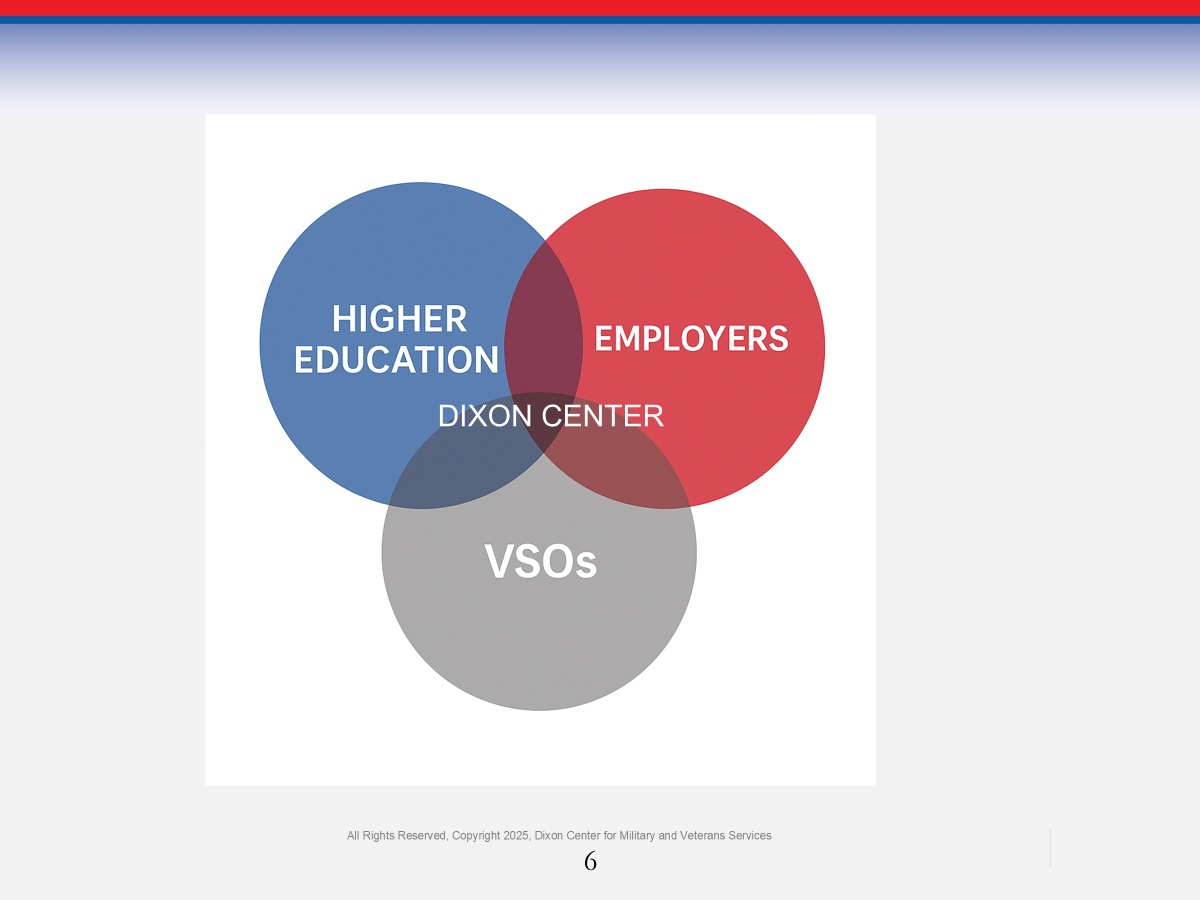 HIGHER
EDUCATION
EMPLOYERS
DIXON CENTER
VSOs
All Rights Reserved, Copyright 2025, Dixon Center for Military and Veterans Services
6